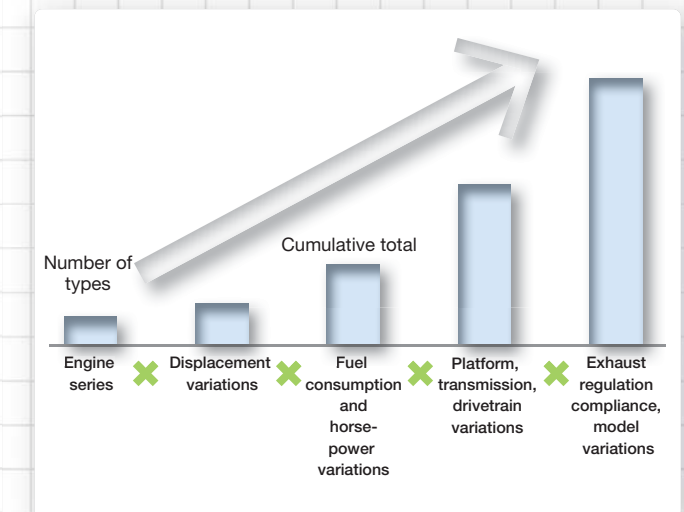 Number of
types
Cumulative total
Engine
series
Displacement
variations
Fuel
consumption
and
horse-
power
variations
Platform,
transmission,
drivetrain
variations
Exhaust
regulation
compliance,
model
variations